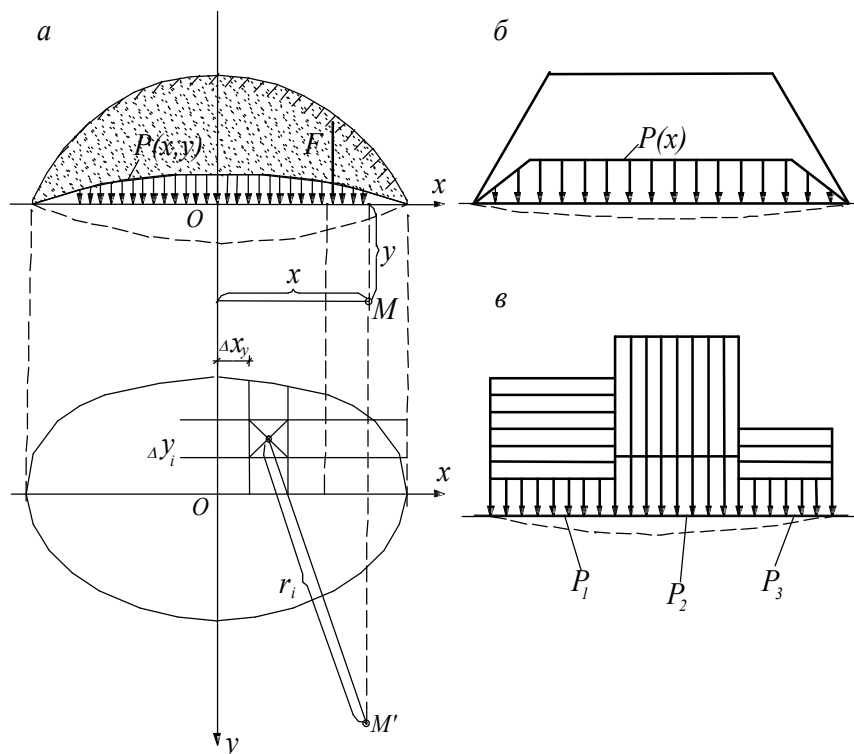 а
P(x,y)
F
x
O
y
x
M
Δx_y
Δy_i
x
O
r_i
M'
y
б
P(x)
в
P_1
P_2
P_3